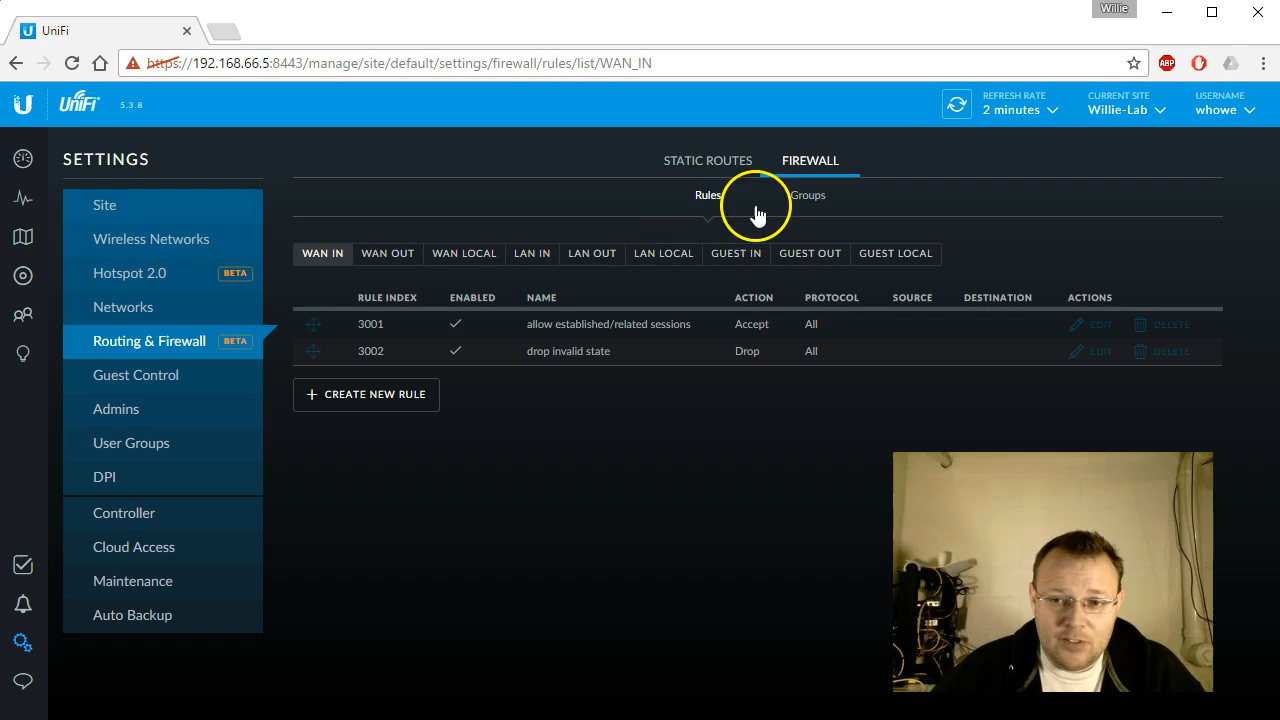 Willie
UniFi
https://192.168.66.5:8443/manage/site/default/settings/firewall/rules/list/WAN_IN
ABP
U UniFi 5.3.8
REFRESH RATE
2 minutes
CURRENT SITE
Willie-Lab
USERNAME
whowe
SETTINGS
Site
Wireless Networks
Hotspot 2.0 BETA
Networks
Routing & Firewall BETA
Guest Control
Admins
User Groups
DPI
Controller
Cloud Access
Maintenance
Auto Backup
STATIC ROUTES FIREWALL
Rules Groups
WAN IN WAN OUT WAN LOCAL LAN IN LAN OUT LAN LOCAL GUEST IN GUEST OUT GUEST LOCAL
RULE INDEX ENABLED NAME ACTION PROTOCOL SOURCE DESTINATION ACTIONS
3001 allow established/related sessions Accept All EDIT DELETE
3002 drop invalid state Drop All EDIT DELETE
+ CREATE NEW RULE